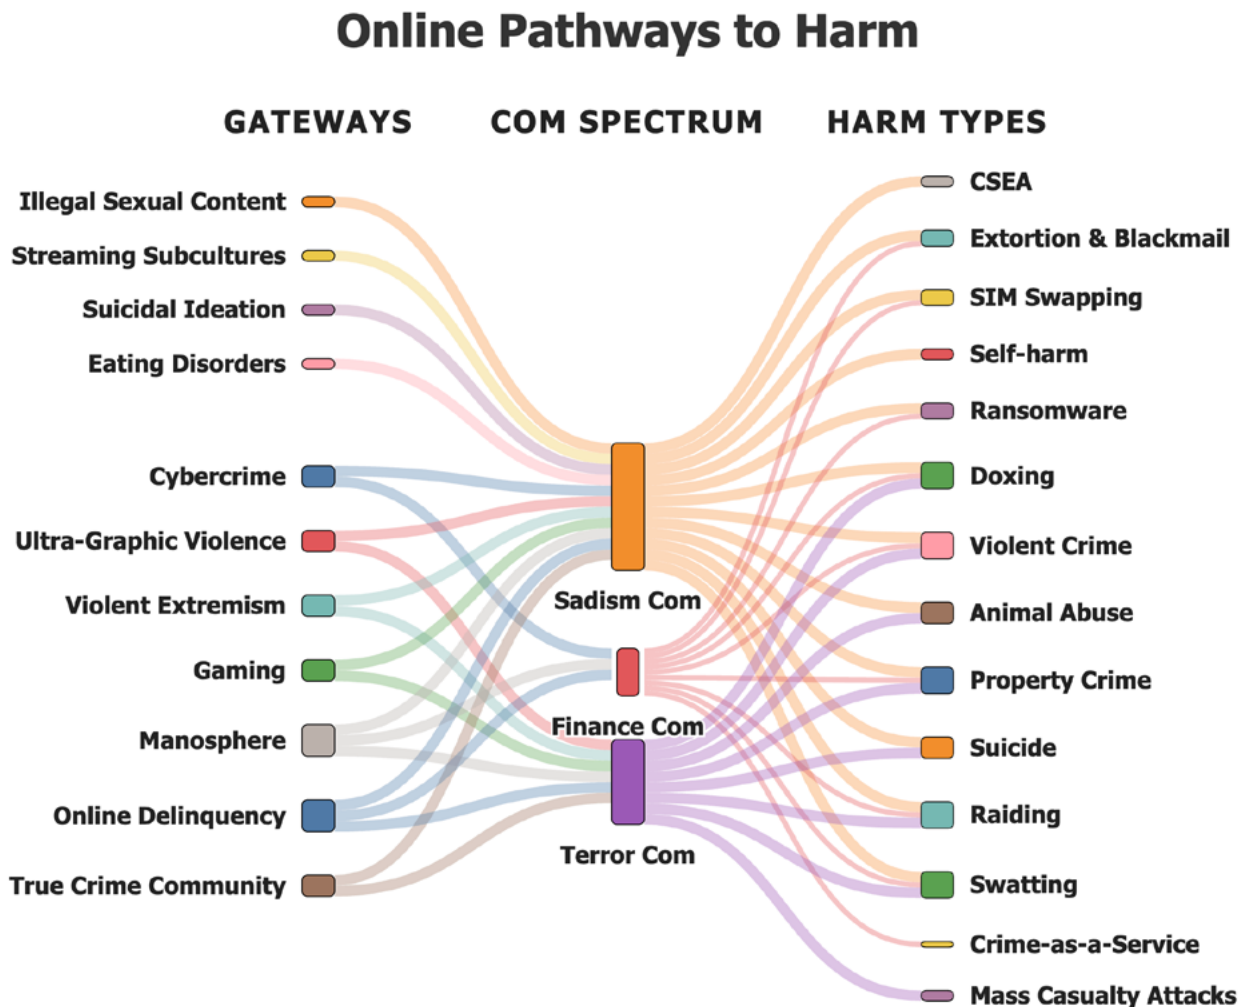 Online Pathways to Harm
GATEWAYS
COM SPECTRUM
HARM TYPES
Illegal Sexual Content
Streaming Subcultures
Suicidal Ideation
Eating Disorders
Cybercrime
Ultra-Graphic Violence
Violent Extremism
Gaming
Manosphere
Online Delinquency
True Crime Community
Sadism Com
Finance Com
Terror Com
CSEA
Extortion & Blackmail
SIM Swapping
Self-harm
Ransomware
Doxing
Violent Crime
Animal Abuse
Property Crime
Suicide
Raiding
Swatting
Crime-as-a-Service
Mass Casualty Attacks